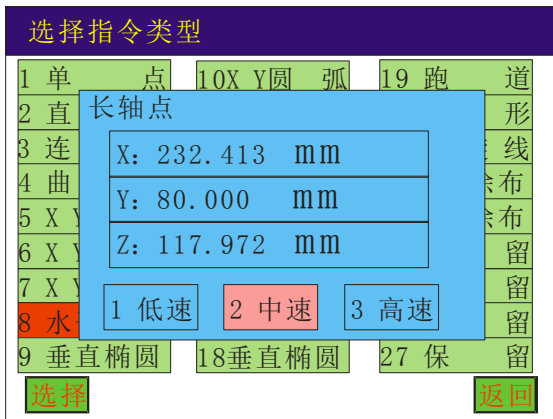 选择指令类型
1 单 点 10X Y圆 弧 19 跑 道
2 直 形
3 连 线
4 曲 布
5 X Y 布
6 X Y 留
7 X 留
8 水 留
长轴点
X: 232.413 mm
Y: 80.000 mm
Z: 117.972 mm
1 低速 2 中速 3 高速
9 垂直椭圆 18垂直椭圆 27 保 留
选择 返回